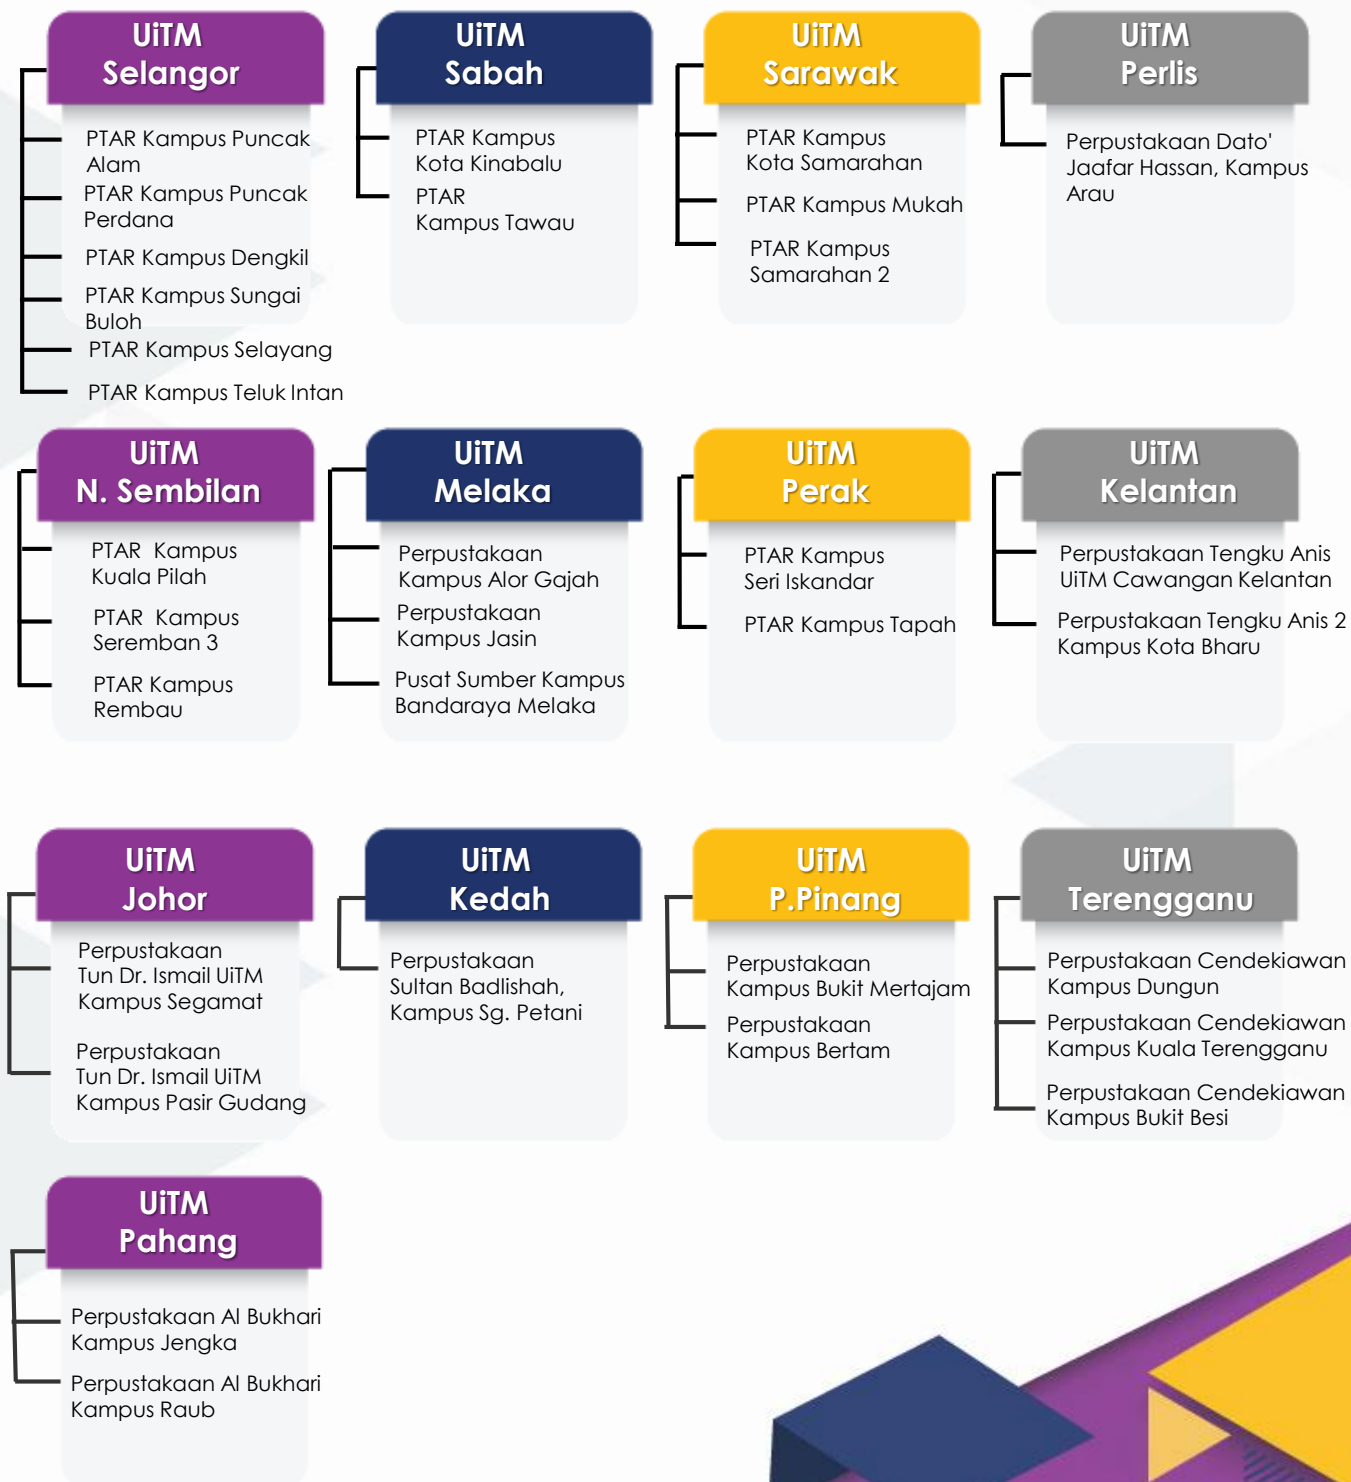 UiTM
Selangor
PTAR Kampus Puncak
Alam
PTAR Kampus Puncak
Perdana
PTAR Kampus Dengkil
PTAR Kampus Sungai
Buloh
PTAR Kampus Selayang
PTAR Kampus Teluk Intan
UiTM
Sabah
PTAR Kampus
Kota Kinabalu
PTAR
Kampus Tawau
UiTM
Sarawak
PTAR Kampus
Kota Samarahan
PTAR Kampus Mukah
PTAR Kampus
Samarahan 2
UiTM
Perlis
Perpustakaan Dato'
Jaafar Hassan, Kampus
Arau
UiTM
N. Sembilan
PTAR Kampus
Kuala Pilah
PTAR Kampus
Seremban 3
PTAR Kampus
Rembau
UiTM
Melaka
Perpustakaan
Kampus Alor Gajah
Perpustakaan
Kampus Jasin
Pusat Sumber Kampus
Bandaraya Melaka
UiTM
Perak
PTAR Kampus
Seri Iskandar
PTAR Kampus Tapah
UiTM
Kelantan
Perpustakaan Tengku Anis
UiTM Cawangan Kelantan
Perpustakaan Tengku Anis 2
Kampus Kota Bharu
UiTM
Johor
Perpustakaan
Tun Dr. Ismail UiTM
Kampus Segamat
Perpustakaan
Tun Dr. Ismail UiTM
Kampus Pasir Gudang
UiTM
Kedah
Perpustakaan
Sultan Badlishah,
Kampus Sg. Petani
UiTM
P.Pinang
Perpustakaan
Kampus Bukit Mertajam
Perpustakaan
Kampus Bertam
UiTM
Terengganu
Perpustakaan Cendekiawan
Kampus Dungun
Perpustakaan Cendekiawan
Kampus Kuala Terengganu
Perpustakaan Cendekiawan
Kampus Bukit Besi
UiTM
Pahang
Perpustakaan Al Bukhari
Kampus Jengka
Perpustakaan Al Bukhari
Kampus Raub